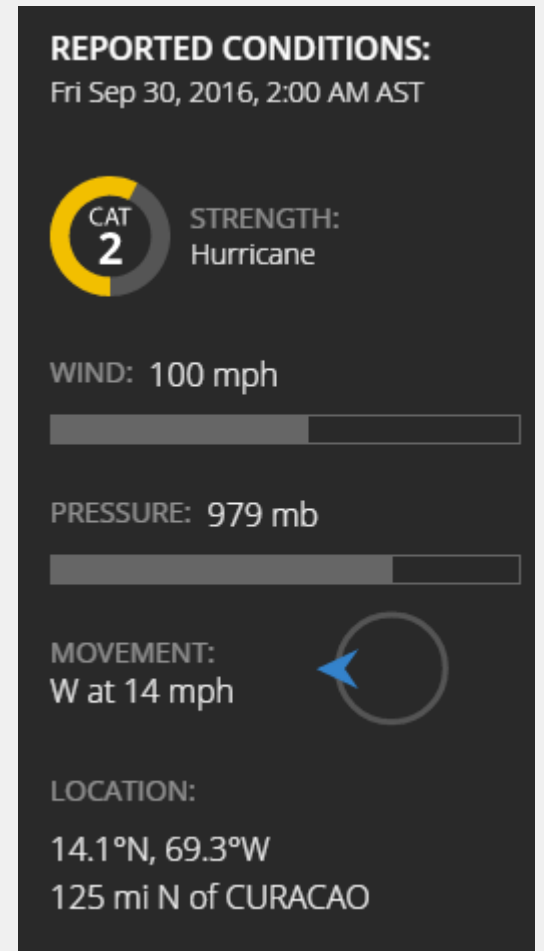 REPORTED CONDITIONS:
Fri Sep 30, 2016, 2:00 AM AST
CAT
2
STRENGTH:
Hurricane
WIND: 100 mph
PRESSURE: 979 mb
MOVEMENT:
W at 14 mph
LOCATION:
14.1°N, 69.3°W
125 mi N of CURACAO